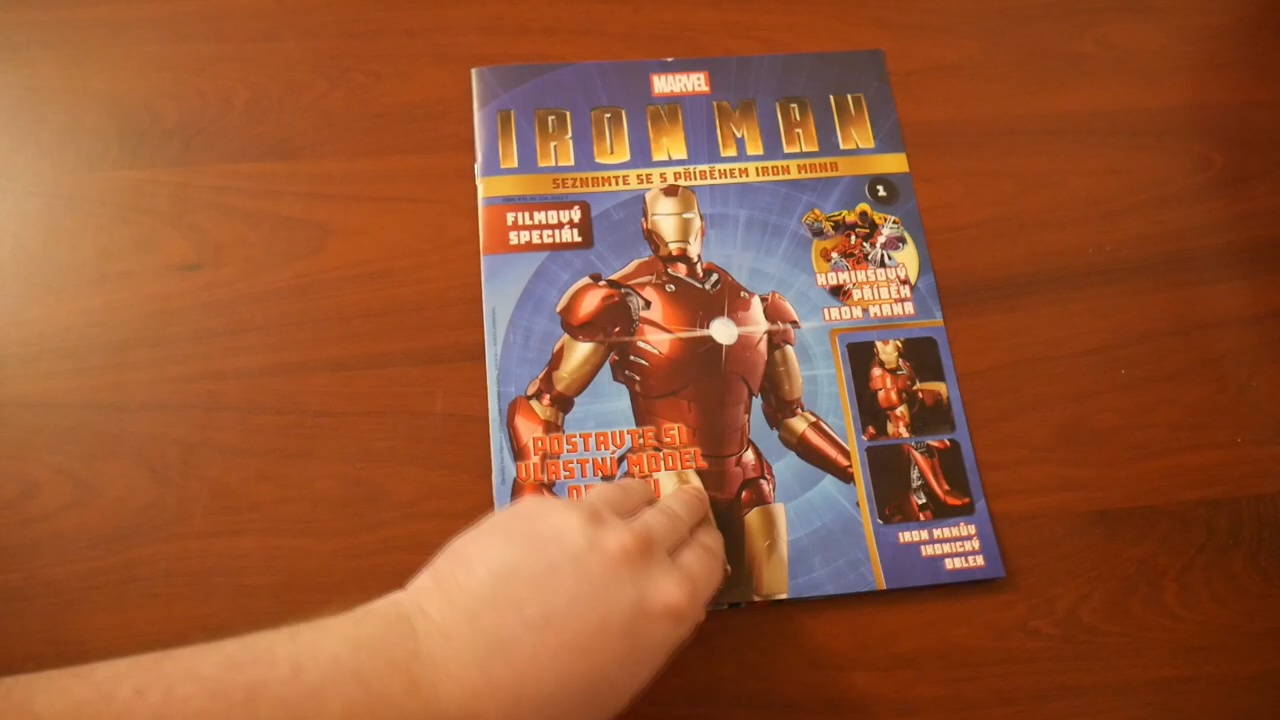 MARVEL
IRON MAN
SEZNAMTE SE S PŘÍBĚHEM IRON MANA
1
FILMOVÝ
SPECIÁL
KOMIKSOVÝ
PŘÍBĚH
IRON MANA
POSTAVTE SI
VLASTNÍ MODEL
IRON MANŮV
IKONICKÝ
OBLEK